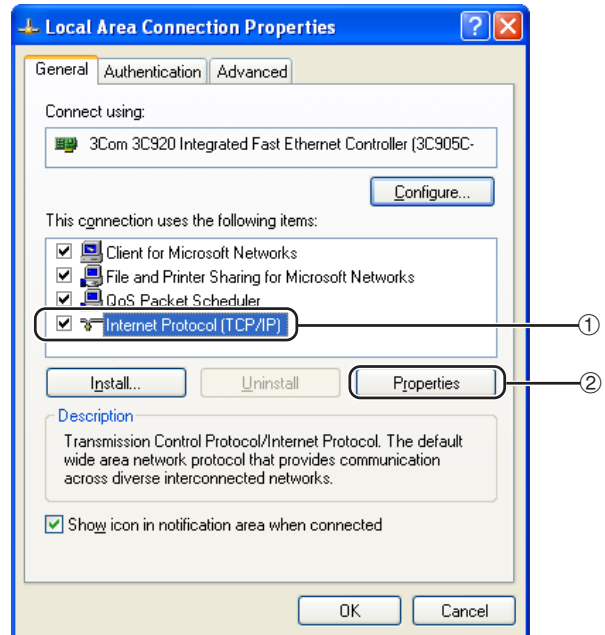 Local Area Connection Properties
General Authentication Advanced
Connect using:
3Com 3C920 Integrated Fast Ethernet Controller (3C905C-
Configure...
This connection uses the following items:
Client for Microsoft Networks
File and Printer Sharing for Microsoft Networks
QoS Packet Scheduler
Internet Protocol (TCP/IP)
①
Install... Uninstall Properties
②
Description
Transmission Control Protocol/Internet Protocol. The default
wide area network protocol that provides communication
across diverse interconnected networks.
Show icon in notification area when connected
OK Cancel